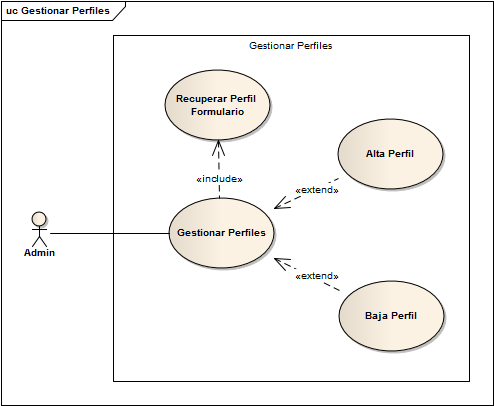 uc Gestionar Perfiles
Gestionar Perfiles
Recuperar Perfil
Formulario
Alta Perfil
«include»
«extend»
Gestionar Perfiles
Admin
«extend»
Baja Perfil